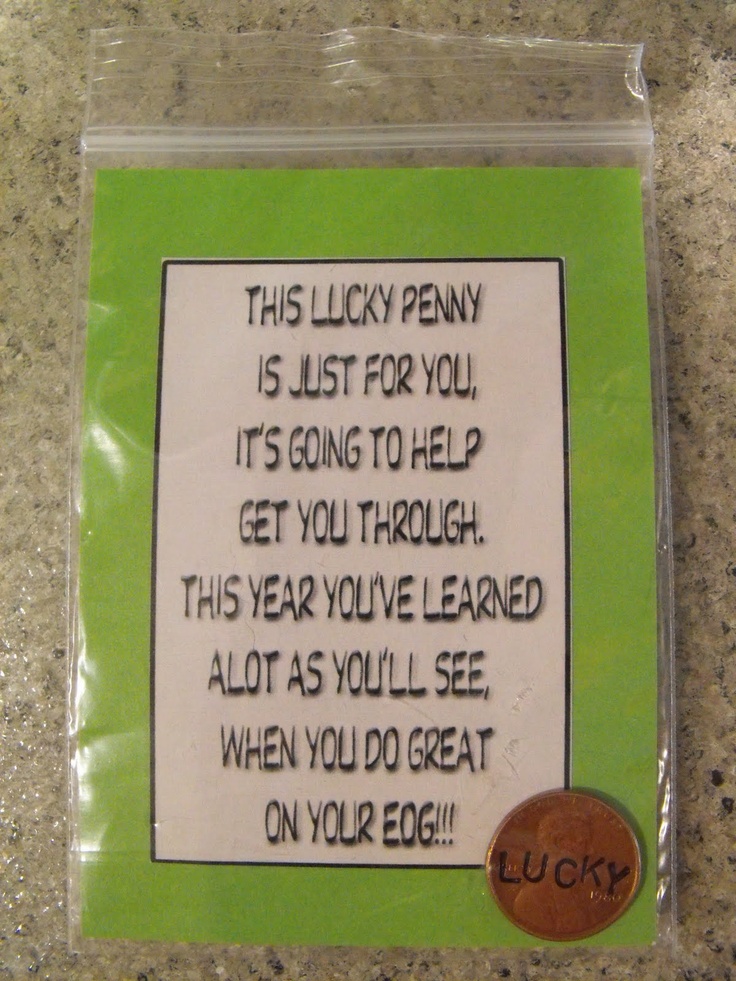 THIS LUCKY PENNY
IS JUST FOR YOU,
IT'S GOING TO HELP
GET YOU THROUGH.
THIS YEAR YOU'VE LEARNED
ALOT AS YOU'LL SEE,
WHEN YOU DO GREAT
ON YOUR EOG!!!
LUCKY